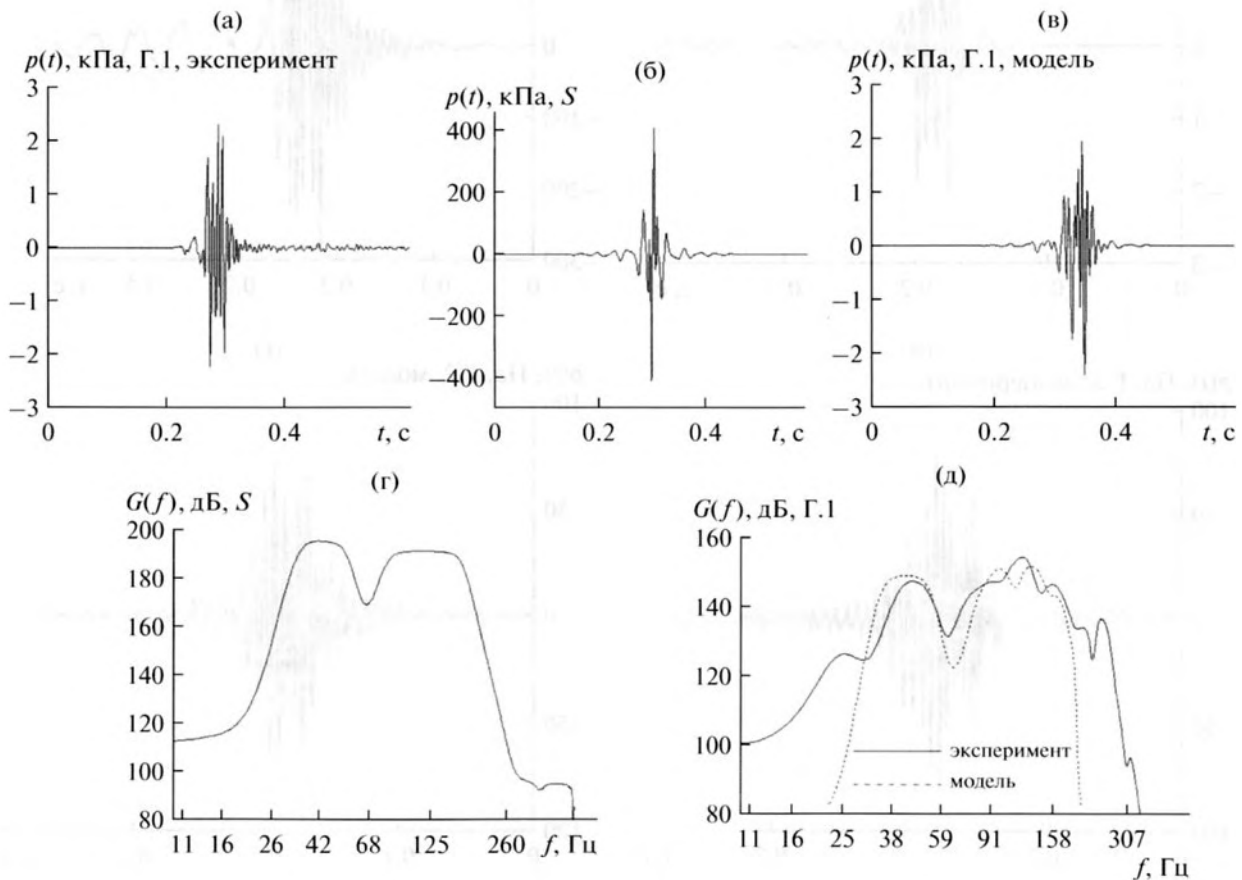 (а)
p(t), кПа, Г.1, эксперимент
3
2
1
0
−1
−2
−3
0 0.2 0.4 t, с
(б)
p(t), кПа, S
400
200
0
−200
−400
0 0.2 0.4 t, с
(в)
p(t), кПа, Г.1, модель
3
2
1
0
−1
−2
−3
0 0.2 0.4 t, с
(г)
G(f), дБ, S
200
180
160
140
120
100
80
11 16 26 42 68 125 260 f, Гц
(д)
G(f), дБ, Г.1
160
140
120
100
80
эксперимент
модель
11 16 25 38 59 91 158 307
f, Гц